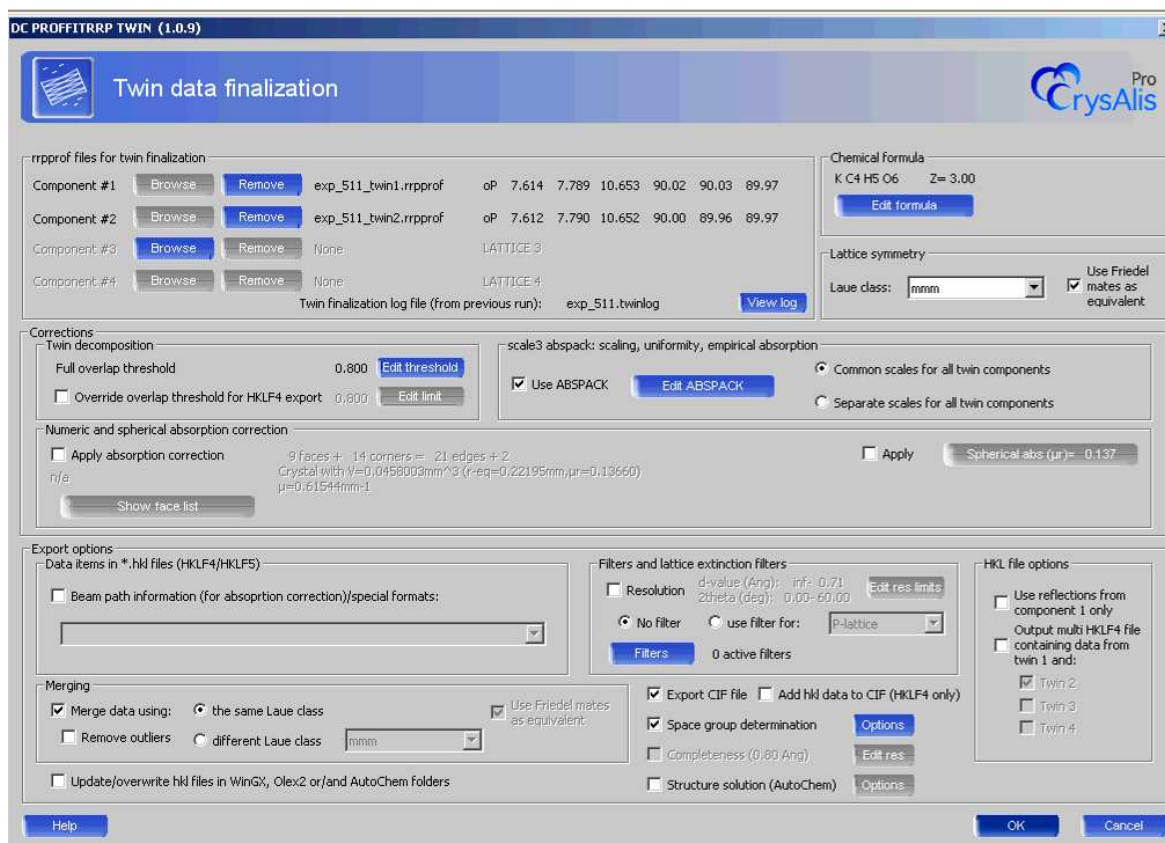 DC PROFFITRRP TWIN (1.0.9)
Twin data finalization
CrysAlis Pro
rrpprof files for twin finalization
Component #1 Browse Remove exp_511_twin1.rrpprof oP 7.614 7.789 10.653 90.02 90.03 89.97
Component #2 Browse Remove exp_511_twin2.rrpprof oP 7.612 7.790 10.652 90.00 89.96 89.97
Component #3 Browse Remove None LATTICE 3
Component #4 Browse Remove None LATTICE 4
Twin finalization log file (from previous run): exp_511.twinlog View log
Chemical formula
K C4 H5 O6 Z= 3.00
Edit formula
Lattice symmetry
Laue class: mmm
Use Friedel
mates as
equivalent
Corrections
Twin decomposition
Full overlap threshold 0.800 Edit threshold
Override overlap threshold for HKLF4 export 0,800 Edit limit
scale3 abspack: scaling, uniformity, empirical absorption
Use ABSPACK Edit ABSPACK
Common scales for all twin components
Separate scales for all twin components
Numeric and spherical absorption correction
Apply absorption correction
n/a
Show face list
9 faces + 14 corners = 21 edges + 2
Crystal with V=0.0458003mm^3 (r-eq=0.22195mm,μr=0.13660)
μ=0.61544mm-1
Apply Spherical abs (μr)= 0.137
Export options
Data items in *.hkl files (HKLF4/HKLF5)
Beam path information (for absoprtion correction)/special formats:
Filters and lattice extinction filters
Resolution d-value (Ang): inf- 0.71 Edit res limits
2theta (deg): 0.00-60.00
No filter use filter for: P-lattice
Filters 0 active filters
HKL file options
Use reflections from
component 1 only
Output multi HKLF4 file
containing data from
twin 1 and:
Twin 2
Twin 3
Twin 4
Merging
Merge data using: the same Laue class
Use Friedel mates
as equivalent
Remove outliers different Laue class mmm
Update/overwrite hkl files in WinGX, Olex2 or/and AutoChem folders
Export CIF file Add hkl data to CIF (HKLF4 only)
Space group determination Options
Completeness (0.80 Ang) Edit res
Structure solution (AutoChem) Options
Help OK Cancel